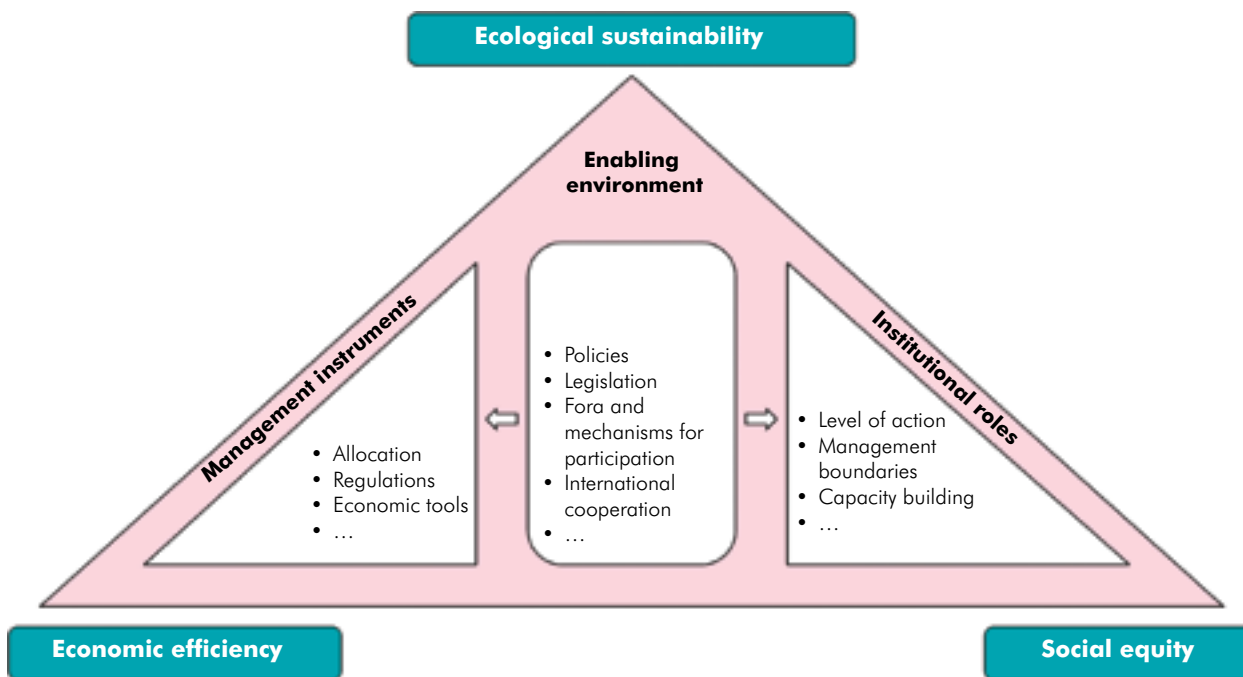 Ecological sustainability
Enabling
environment
Management instruments
• Allocation
• Regulations
• Economic tools
• …
• Policies
• Legislation
• Fora and
mechanisms for
participation
• International
cooperation
• …
Institutional roles
• Level of action
• Management
boundaries
• Capacity building
• …
Economic efficiency
Social equity